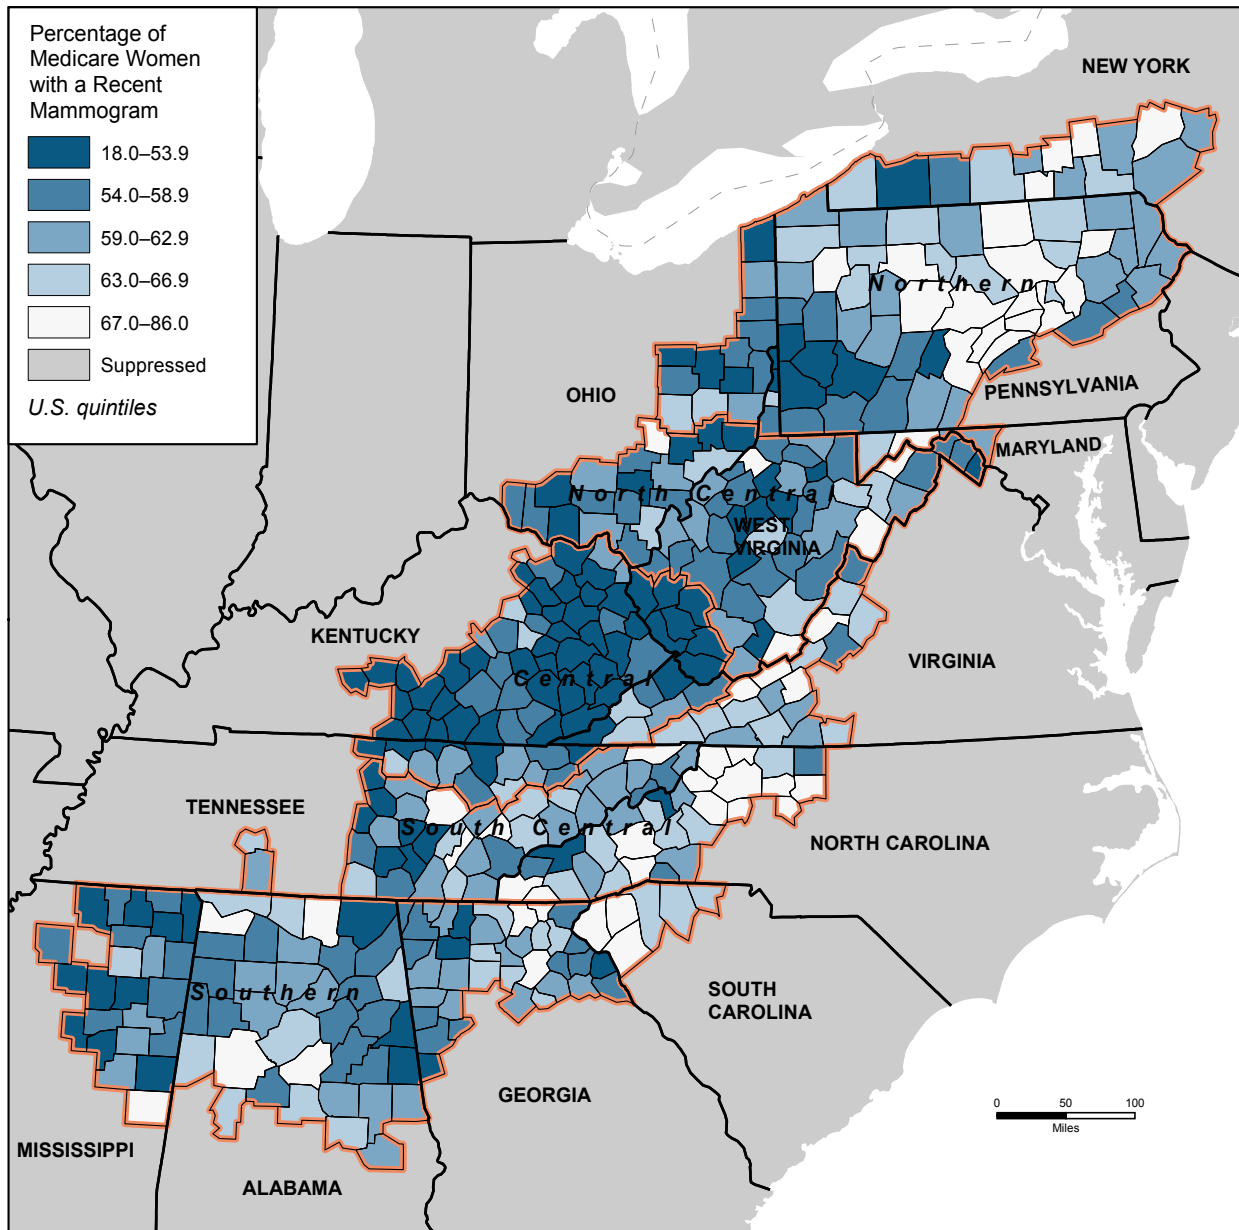 Percentage of
Medicare Women
with a Recent
Mammogram
18.0–53.9
54.0–58.9
59.0–62.9
63.0–66.9
67.0–86.0
Suppressed
U.S. quintiles
NEW YORK
Northern
PENNSYLVANIA
OHIO
MARYLAND
North Central
WEST
VIRGINIA
KENTUCKY
VIRGINIA
Central
TENNESSEE
South Central
NORTH CAROLINA
Southern
SOUTH
CAROLINA
GEORGIA
0 50 100
Miles
MISSISSIPPI
ALABAMA